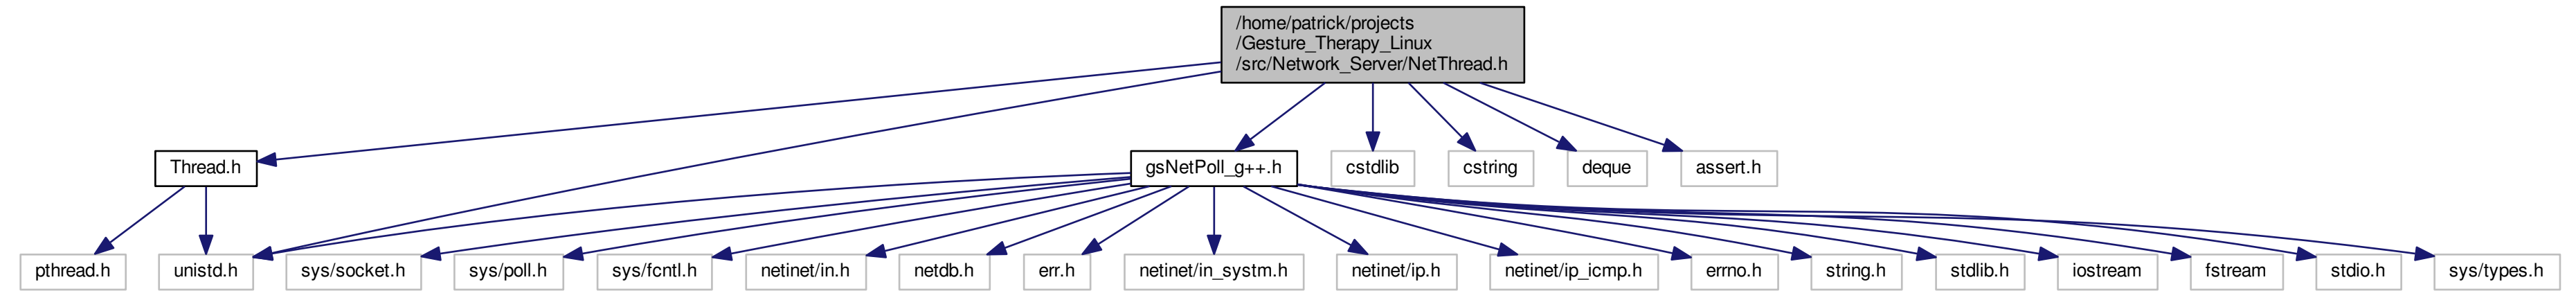 /home/patrick/projects
/Gesture_Therapy_Linux
/src/Network_Server/NetThread.h
Thread.h
gsNetPoll_g++.h
cstdlib
cstring
deque
assert.h
pthread.h
unistd.h
sys/socket.h
sys/poll.h
sys/fcntl.h
netinet/in.h
netdb.h
err.h
netinet/in_systm.h
netinet/ip.h
netinet/ip_icmp.h
errno.h
string.h
stdlib.h
iostream
fstream
stdio.h
sys/types.h